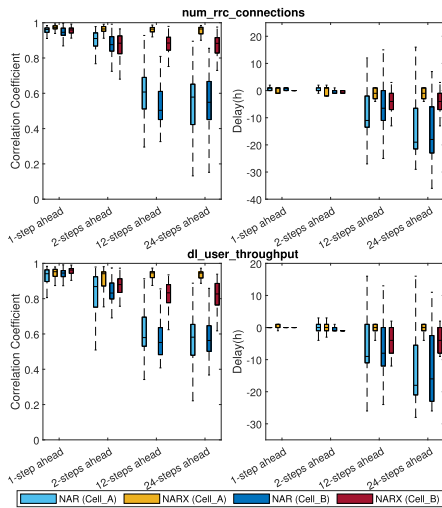 num_rrc_connections
Correlation Coefficient
1
0.8
0.6
0.4
0.2
0
1-step ahead
2-steps ahead
12-steps ahead
24-steps ahead
Delay(h)
20
10
0
-10
-20
-30
-40
1-step ahead
2-steps ahead
12-steps ahead
24-steps ahead
dl_user_throughput
Correlation Coefficient
1
0.8
0.6
0.4
0.2
0
1-step ahead
2-steps ahead
12-steps ahead
24-steps ahead
Delay(h)
20
10
0
-10
-20
-30
1-step ahead
2-steps ahead
12-steps ahead
24-steps ahead
NAR (Cell_A) NARX (Cell_A) NAR (Cell_B) NARX (Cell_B)